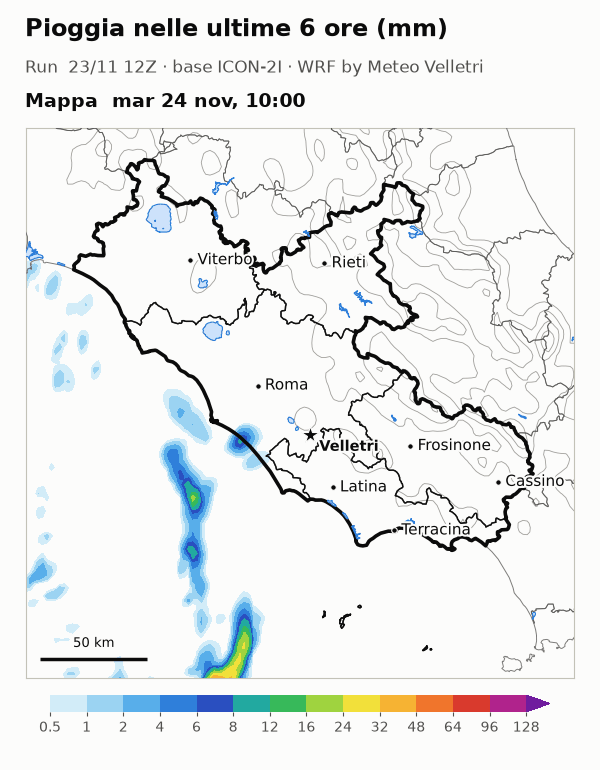 Pioggia nelle ultime 6 ore (mm)
Run  23/11 12Z · base ICON-2I · WRF by Meteo Velletri
Mappa  mar 24 nov, 10:00
Viterbo
Rieti
Roma
Velletri
Frosinone
Latina
Cassino
Terracina
50 km
0.5 1 2 4 6 8 12 16 24 32 48 64 96 128